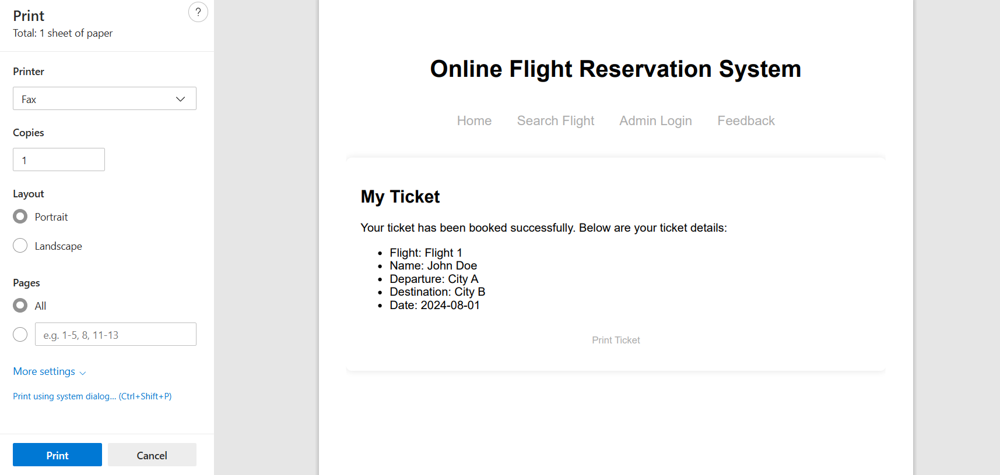 Print
?
Total: 1 sheet of paper
Printer
Fax
Copies
1
Layout
Portrait
Landscape
Pages
All
e.g. 1-5, 8, 11-13
More settings
Print using system dialog... (Ctrl+Shift+P)
Print Cancel
Online Flight Reservation System
Home Search Flight Admin Login Feedback
My Ticket
Your ticket has been booked successfully. Below are your ticket details:
• Flight: Flight 1
• Name: John Doe
• Departure: City A
• Destination: City B
• Date: 2024-08-01
Print Ticket